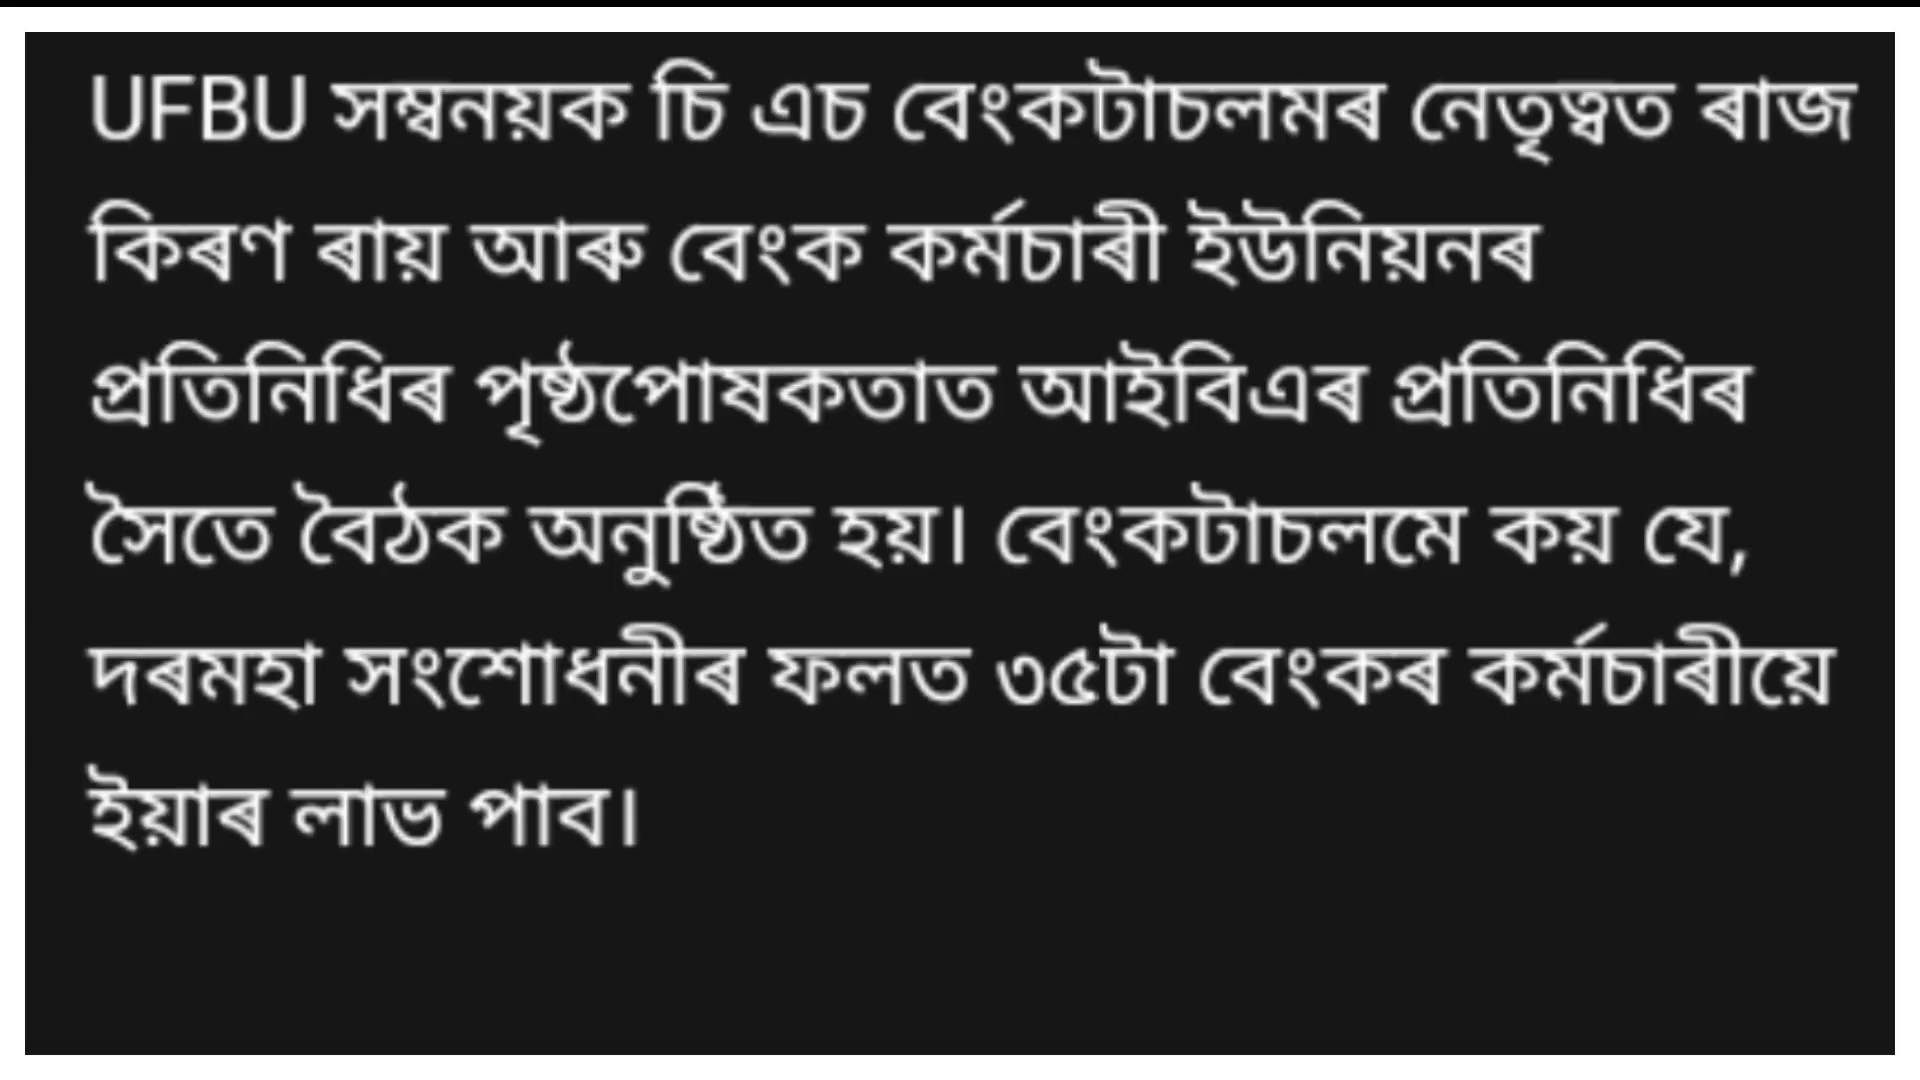 UFBU সম্বনয়ক চি এচ বেংকটাচলমৰ নেতৃত্বত ৰাজ
কিৰণ ৰায় আৰু বেংক কৰ্মচাৰী ইউনিয়নৰ
প্ৰতিনিধিৰ পৃষ্ঠপোষকতাত আইবিএৰ প্ৰতিনিধিৰ
সৈতে বৈঠক অনুষ্ঠিত হয়। বেংকটাচলমে কয় যে,
দৰমহা সংশোধনীৰ ফলত ৩৫টা বেংকৰ কৰ্মচাৰীয়ে
ইয়াৰ লাভ পাব।